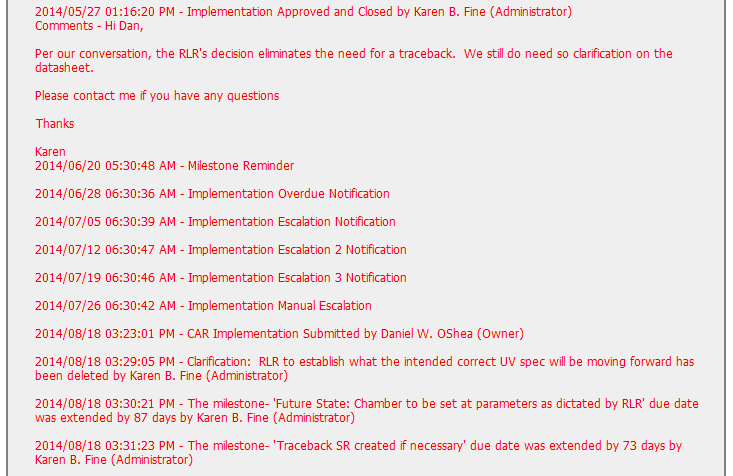 2014/05/27 01:16:20 PM - Implementation Approved and Closed by Karen B. Fine (Administrator)
Comments - Hi Dan,
Per our conversation, the RLR's decision eliminates the need for a traceback.  We still do need so clarification on the
datasheet.
Please contact me if you have any questions
Thanks
Karen
2014/06/20 05:30:48 AM - Milestone Reminder
2014/06/28 06:30:36 AM - Implementation Overdue Notification
2014/07/05 06:30:39 AM - Implementation Escalation Notification
2014/07/12 06:30:47 AM - Implementation Escalation 2 Notification
2014/07/19 06:30:46 AM - Implementation Escalation 3 Notification
2014/07/26 06:30:42 AM - Implementation Manual Escalation
2014/08/18 03:23:01 PM - CAR Implementation Submitted by Daniel W. OShea (Owner)
2014/08/18 03:29:05 PM - Clarification:  RLR to establish what the intended correct UV spec will be moving forward has
been deleted by Karen B. Fine (Administrator)
2014/08/18 03:30:21 PM - The milestone- 'Future State: Chamber to be set at parameters as dictated by RLR' due date
was extended by 87 days by Karen B. Fine (Administrator)
2014/08/18 03:31:23 PM - The milestone- 'Traceback SR created if necessary' due date was extended by 73 days by
Karen B. Fine (Administrator)